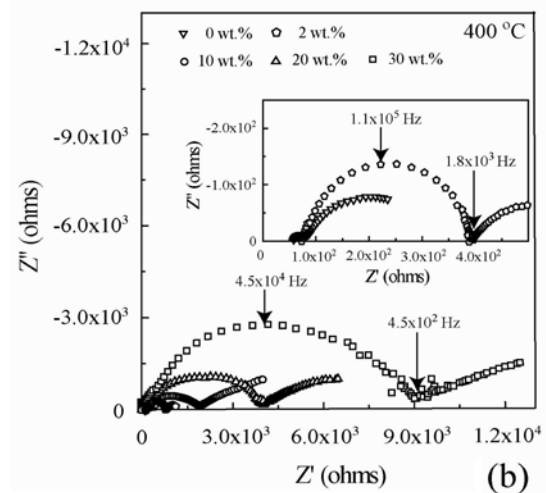 -1.2x10⁴
-9.0x10³
-6.0x10³
-3.0x10³
0
Z" (ohms)
0 wt.% 2 wt.% 400 °C
10 wt.% 20 wt.% 30 wt.%
1.1x10⁵ Hz
1.8x10³ Hz
-2.0x10²
-1.0x10²
0
Z" (ohms)
0 1.0x10² 2.0x10² 3.0x10² 4.0x10²
Z' (ohms)
4.5x10⁴ Hz
4.5x10² Hz
0 3.0x10³ 6.0x10³ 9.0x10³ 1.2x10⁴
Z' (ohms)
(b)